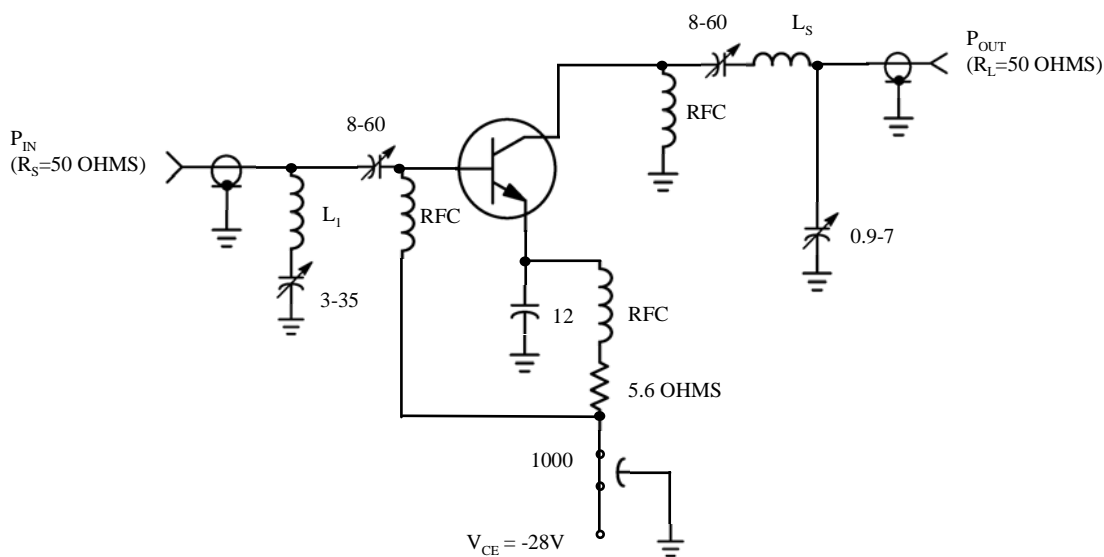 8-60
L_S
P_OUT
(R_L=50 OHMS)
RFC
8-60
P_IN
(R_S=50 OHMS)
RFC
L_1
0.9-7
3-35
12
RFC
5.6 OHMS
1000
V_CE = -28V